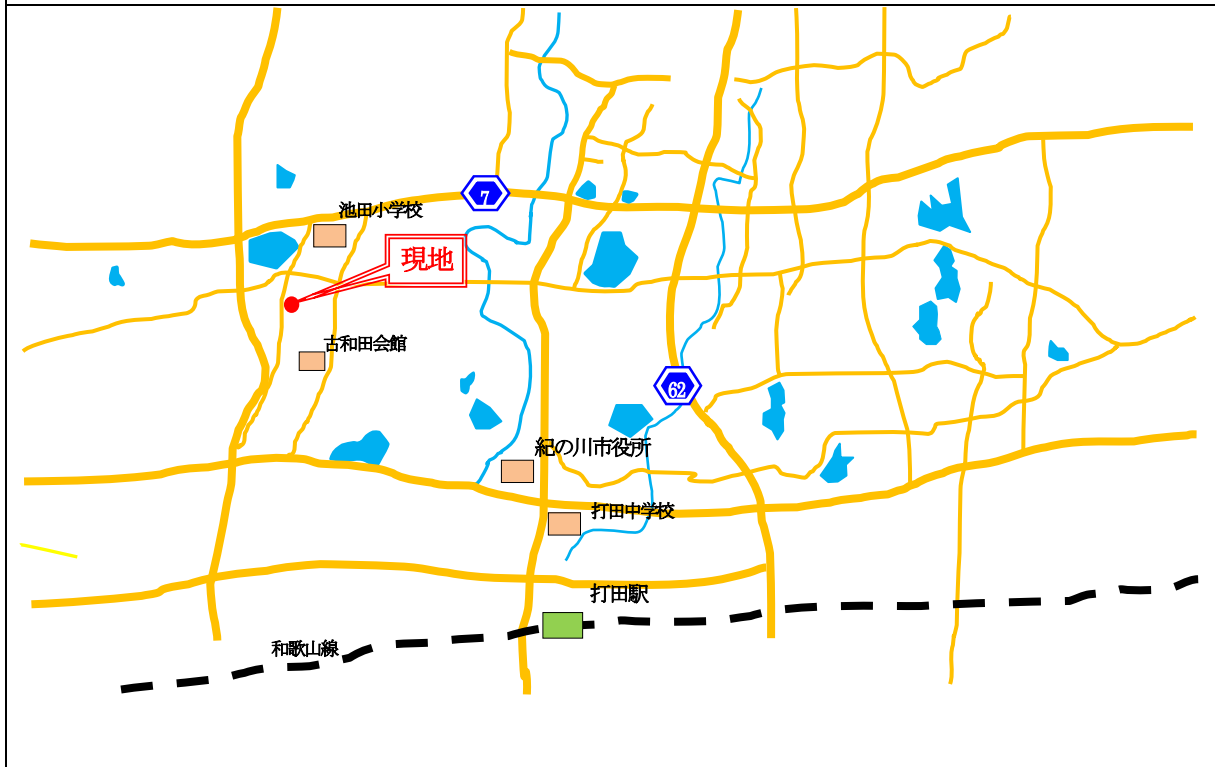 7
池田小学校
現地
古和田会館
62
紀の川市役所
打田中学校
打田駅
和歌山線